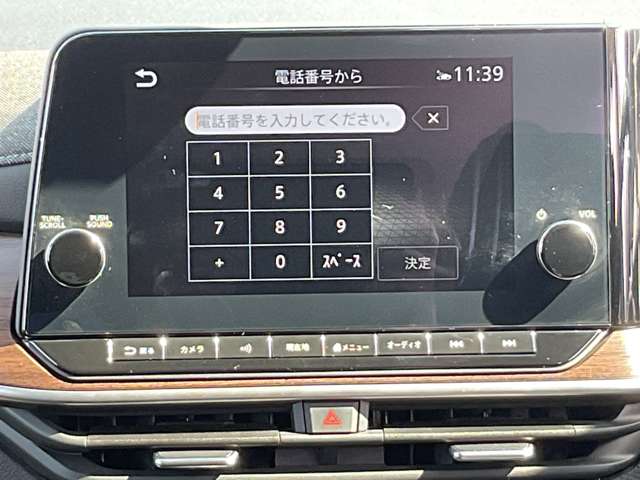 電話番号から
11:39
電話番号を入力してください。
1 2 3
4 5 6
7 8 9
+ 0 ｽﾍﾟｰｽ
決定
TUNE-
SCROLL
PUSH
SOUND
VOL
戻る カメラ 現在地 メニュー オーディオ